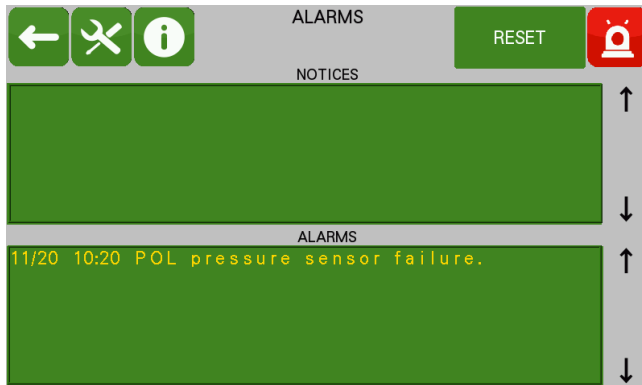 ALARMS
RESET
NOTICES
ALARMS
11/20 10:20 POL pressure sensor failure.